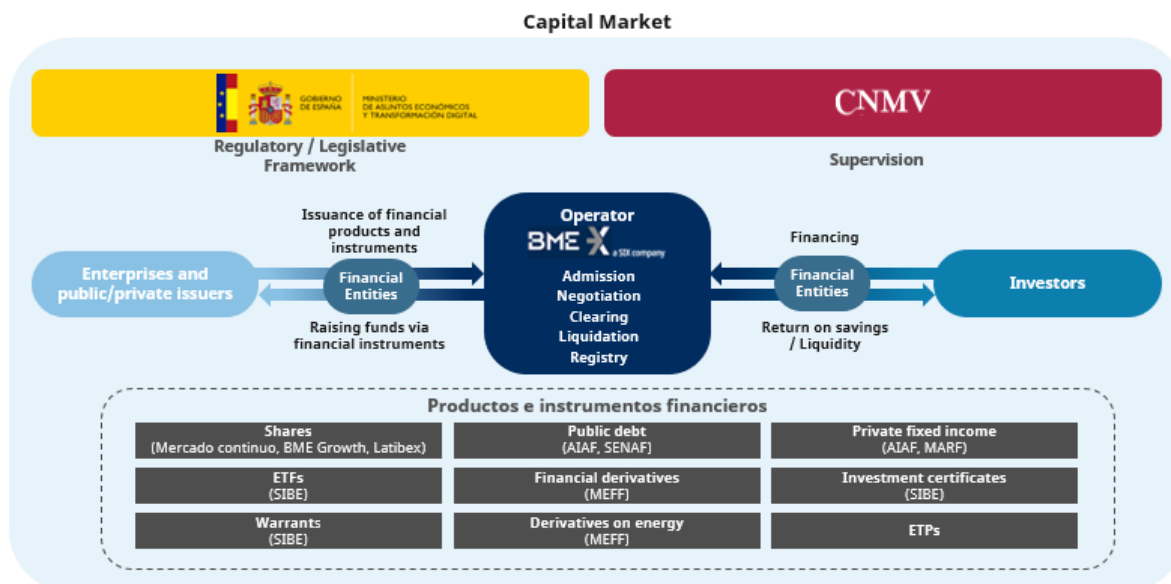 Capital Market
GOBIERNO
DE ESPAÑA
MINISTERIO
DE ASUNTOS ECONÓMICOS
Y TRANSFORMACIÓN DIGITAL
CNMV
Regulatory / Legislative
Framework
Supervision
Issuance of financial
products and
instruments
Operator
BME X
a SIX company
Financing
Enterprises and
public/private issuers
Financial
Entities
Admission
Negotiation
Clearing
Liquidation
Registry
Financial
Entities
Investors
Raising funds via
financial instruments
Return on savings
/ Liquidity
Productos e instrumentos financieros
Shares
(Mercado continuo, BME Growth, Latibex)
Public debt
(AIAF, SENAF)
Private fixed income
(AIAF, MARF)
ETFs
(SIBE)
Financial derivatives
(MEFF)
Investment certificates
(SIBE)
Warrants
(SIBE)
Derivatives on energy
(MEFF)
ETPs